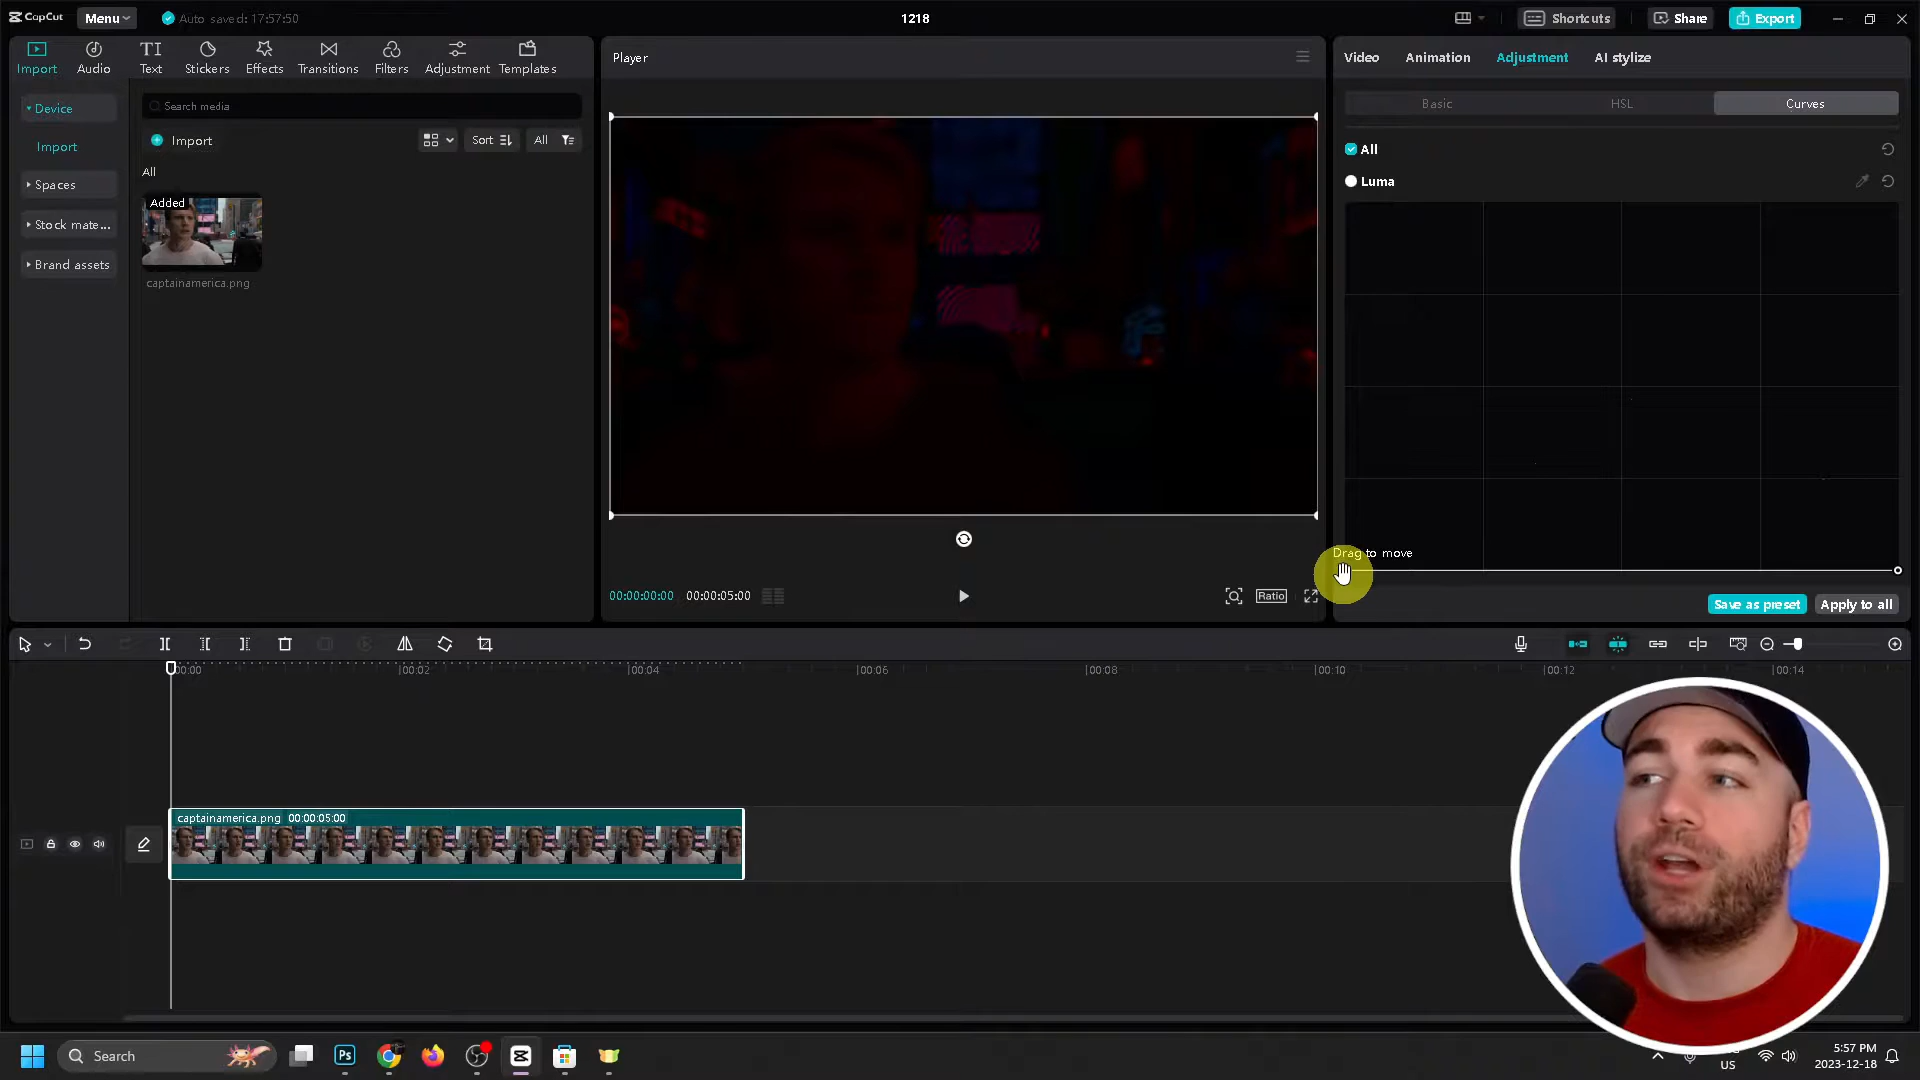 CapCut
Menu
Auto saved: 17:57:50
1218
Shortcuts
Share
Export
Import
Audio
TI
Text
Stickers
Effects
Transitions
Filters
Adjustment
Templates
Player
Video
Animation
Adjustment
AI stylize
Device
Import
Spaces
Stock mate...
Brand assets
Search media
Import
Sort
All
All
Added
captainamerica.png
Basic
HSL
Curves
All
Luma
Drag to move
00:00:00:00
00:00:05:00
Ratio
Save as preset
Apply to all
00:00
00:02
00:04
00:06
00:08
00:10
00:12
00:14
captainamerica.png 00:00:05:00
Search
Ps
US
5:57 PM
2023-12-18